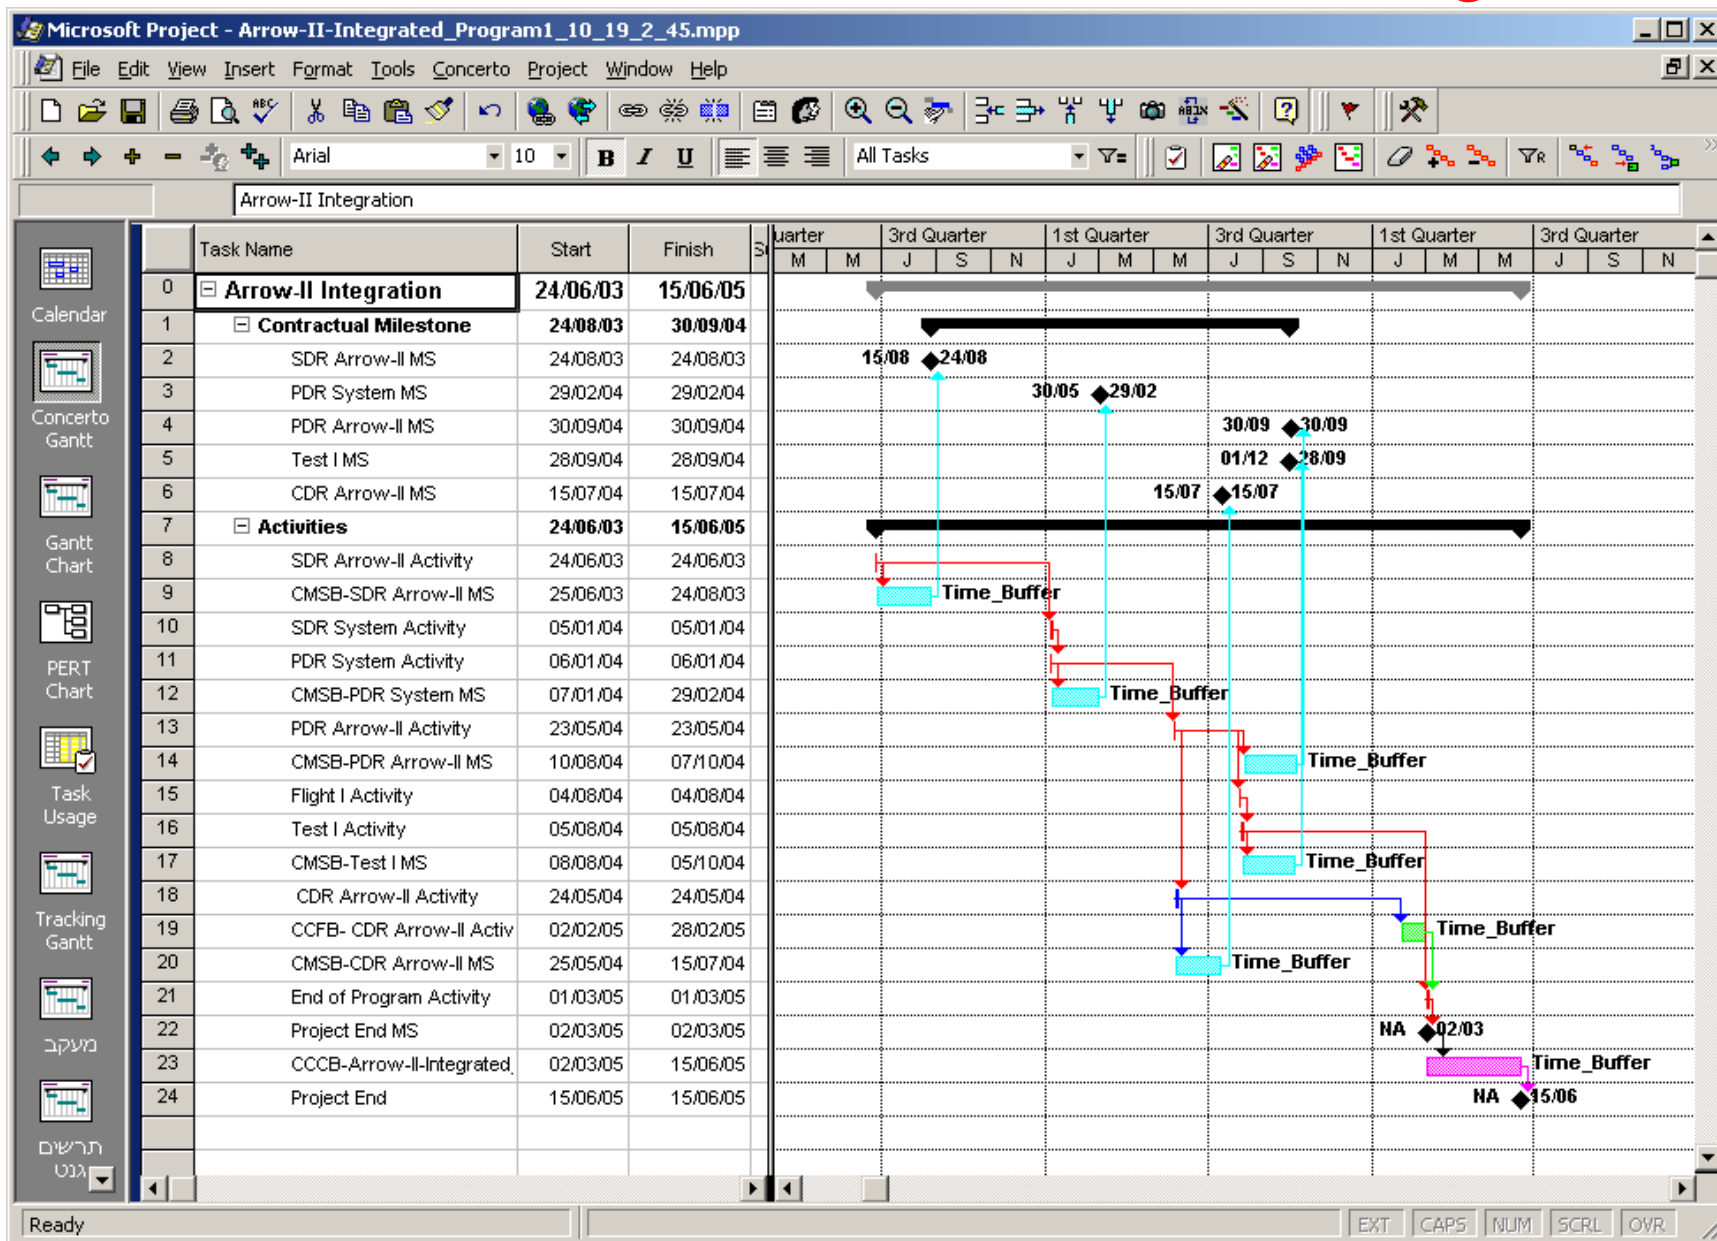 Microsoft Project - Arrow-II-Integrated_Program1_10_19_2_45.mpp
File Edit View Insert Format Tools Concerto Project Window Help
Arial 10 B I U All Tasks
Arrow-II Integration
Task Name Start Finish
uarter 3rd Quarter 1st Quarter 3rd Quarter 1st Quarter 3rd Quarter
M M J S N J M M J S N J M M J S N
0 Arrow-II Integration 24/06/03 15/06/05
1 Contractual Milestone 24/08/03 30/09/04
2 SDR Arrow-II MS 24/08/03 24/08/03 15/08 24/08
3 PDR System MS 29/02/04 29/02/04 30/05 29/02
4 PDR Arrow-II MS 30/09/04 30/09/04 30/09 30/09
5 Test I MS 28/09/04 28/09/04 01/12 28/09
6 CDR Arrow-II MS 15/07/04 15/07/04 15/07 15/07
7 Activities 24/06/03 15/06/05
8 SDR Arrow-II Activity 24/06/03 24/06/03
9 CMSB-SDR Arrow-II MS 25/06/03 24/08/03 Time_Buffer
10 SDR System Activity 05/01/04 05/01/04
11 PDR System Activity 06/01/04 06/01/04
12 CMSB-PDR System MS 07/01/04 29/02/04 Time_Buffer
13 PDR Arrow-II Activity 23/05/04 23/05/04
14 CMSB-PDR Arrow-II MS 10/08/04 07/10/04 Time_Buffer
15 Flight I Activity 04/08/04 04/08/04
16 Test I Activity 05/08/04 05/08/04
17 CMSB-Test I MS 08/08/04 05/10/04 Time_Buffer
18 CDR Arrow-II Activity 24/05/04 24/05/04
19 CCFB- CDR Arrow-II Activ 02/02/05 28/02/05 Time_Buffer
20 CMSB-CDR Arrow-II MS 25/05/04 15/07/04 Time_Buffer
21 End of Program Activity 01/03/05 01/03/05
22 Project End MS 02/03/05 02/03/05 NA 02/03
23 CCCB-Arrow-II-Integrated_ 02/03/05 15/06/05 Time_Buffer
24 Project End 15/06/05 15/06/05 NA 15/06
Calendar
Concerto
Gantt
Gantt
Chart
PERT
Chart
Task
Usage
Tracking
Gantt
מעקב
תרשים
גנט
Ready EXT CAPS NUM SCRL OVR